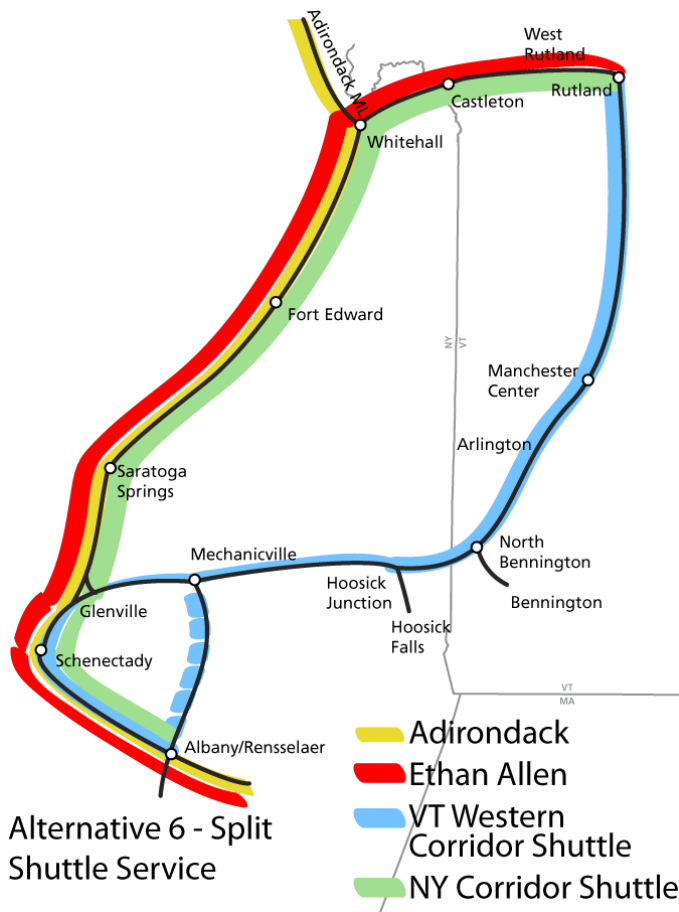 Adirondack ML
West
Rutland
Castleton
Rutland
Whitehall
Fort Edward
NY
VT
Manchester
Center
Arlington
Saratoga
Springs
Mechanicville
North
Bennington
Hoosick
Junction
Bennington
Glenville
Hoosick
Falls
Schenectady
VT
MA
Albany/Rensselaer
Adirondack
Ethan Allen
VT Western
Corridor Shuttle
NY Corridor Shuttle
Alternative 6 - Split
Shuttle Service